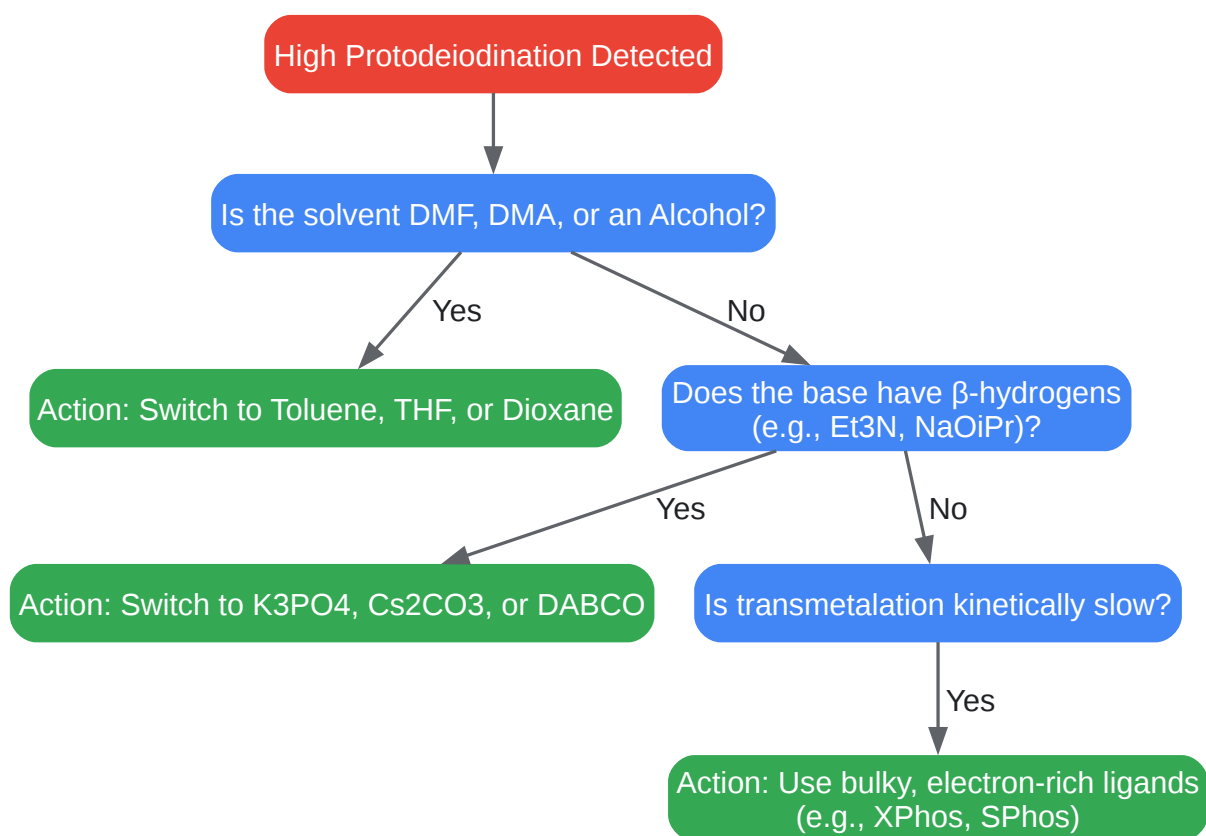 High Protodeiodination Detected
Is the solvent DMF, DMA, or an Alcohol?
Yes
No
Action: Switch to Toluene, THF, or Dioxane
Does the base have β-hydrogens
(e.g., Et3N, NaOiPr)?
Yes
No
Action: Switch to K3PO4, Cs2CO3, or DABCO
Is transmetalation kinetically slow?
Yes
Action: Use bulky, electron-rich ligands
(e.g., XPhos, SPhos)